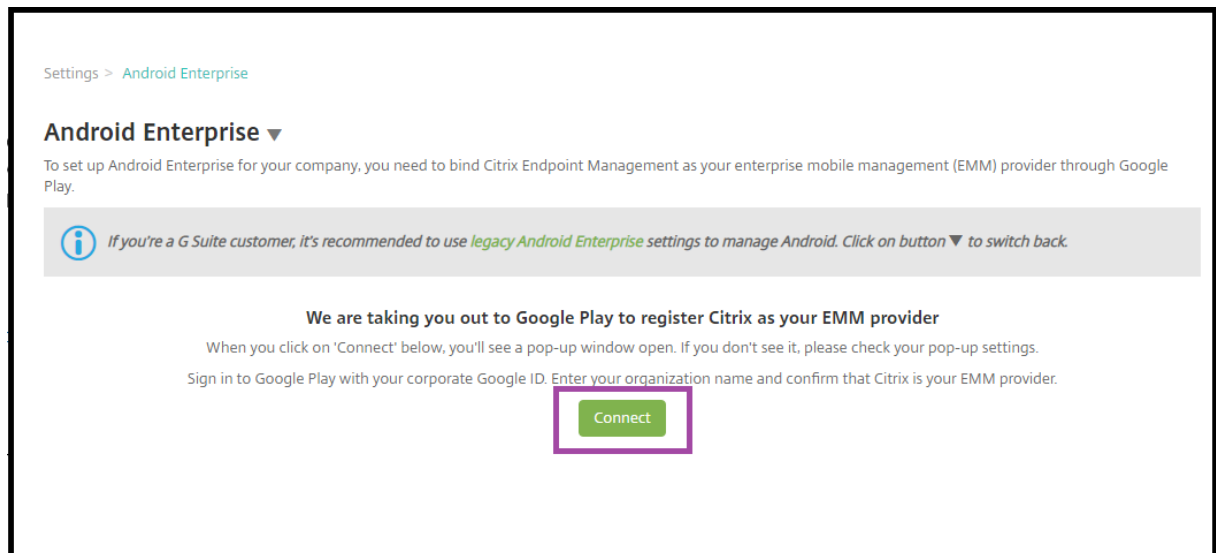 Settings > Android Enterprise
Android Enterprise ▼
To set up Android Enterprise for your company, you need to bind Citrix Endpoint Management as your enterprise mobile management (EMM) provider through Google
Play.
If you're a G Suite customer, it's recommended to use legacy Android Enterprise settings to manage Android. Click on button ▼ to switch back.
We are taking you out to Google Play to register Citrix as your EMM provider
When you click on 'Connect' below, you'll see a pop-up window open. If you don't see it, please check your pop-up settings.
Sign in to Google Play with your corporate Google ID. Enter your organization name and confirm that Citrix is your EMM provider.
Connect